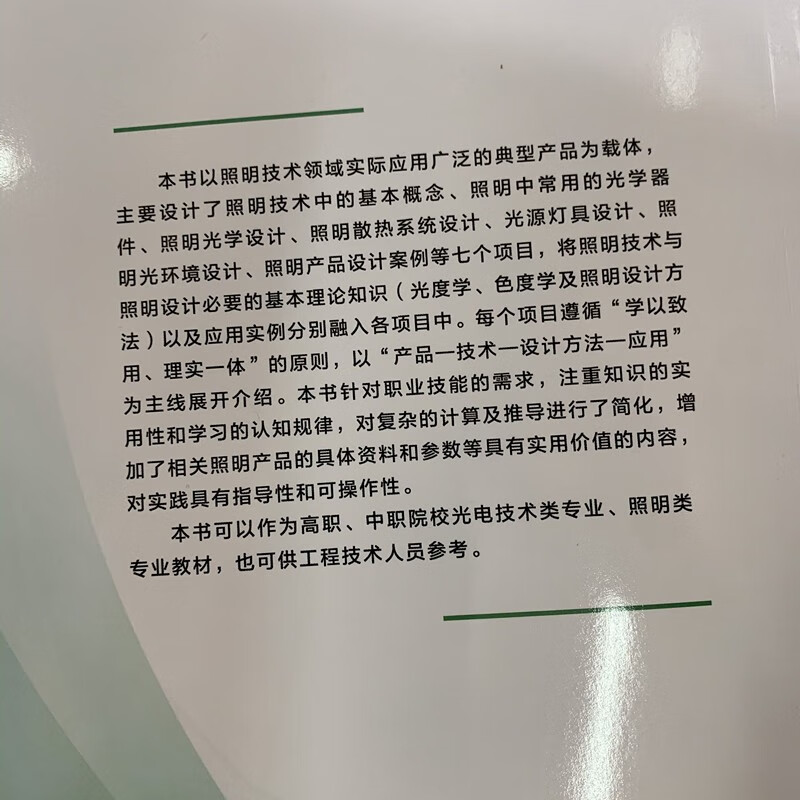 本书以照明技术领域实际应用广泛的典型产品为载体，
主要设计了照明技术中的基本概念、照明中常用的光学器
件、照明光学设计、照明散热系统设计、光源灯具设计、照
明光环境设计、照明产品设计案例等七个项目，将照明技术与
照明设计必要的基本理论知识（光度学、色度学及照明设计方
法）以及应用实例分别融入各项目中。每个项目遵循“学以致
用、理实一体”的原则，以“产品—技术—设计方法—应用”
为主线展开介绍。本书针对职业技能的需求，注重知识的实
用性和学习的认知规律，对复杂的计算及推导进行了简化，增
加了相关照明产品的具体资料和参数等具有实用价值的内容，
对实践具有指导性和可操作性。
本书可以作为高职、中职院校光电技术类专业、照明类
专业教材，也可供工程技术人员参考。